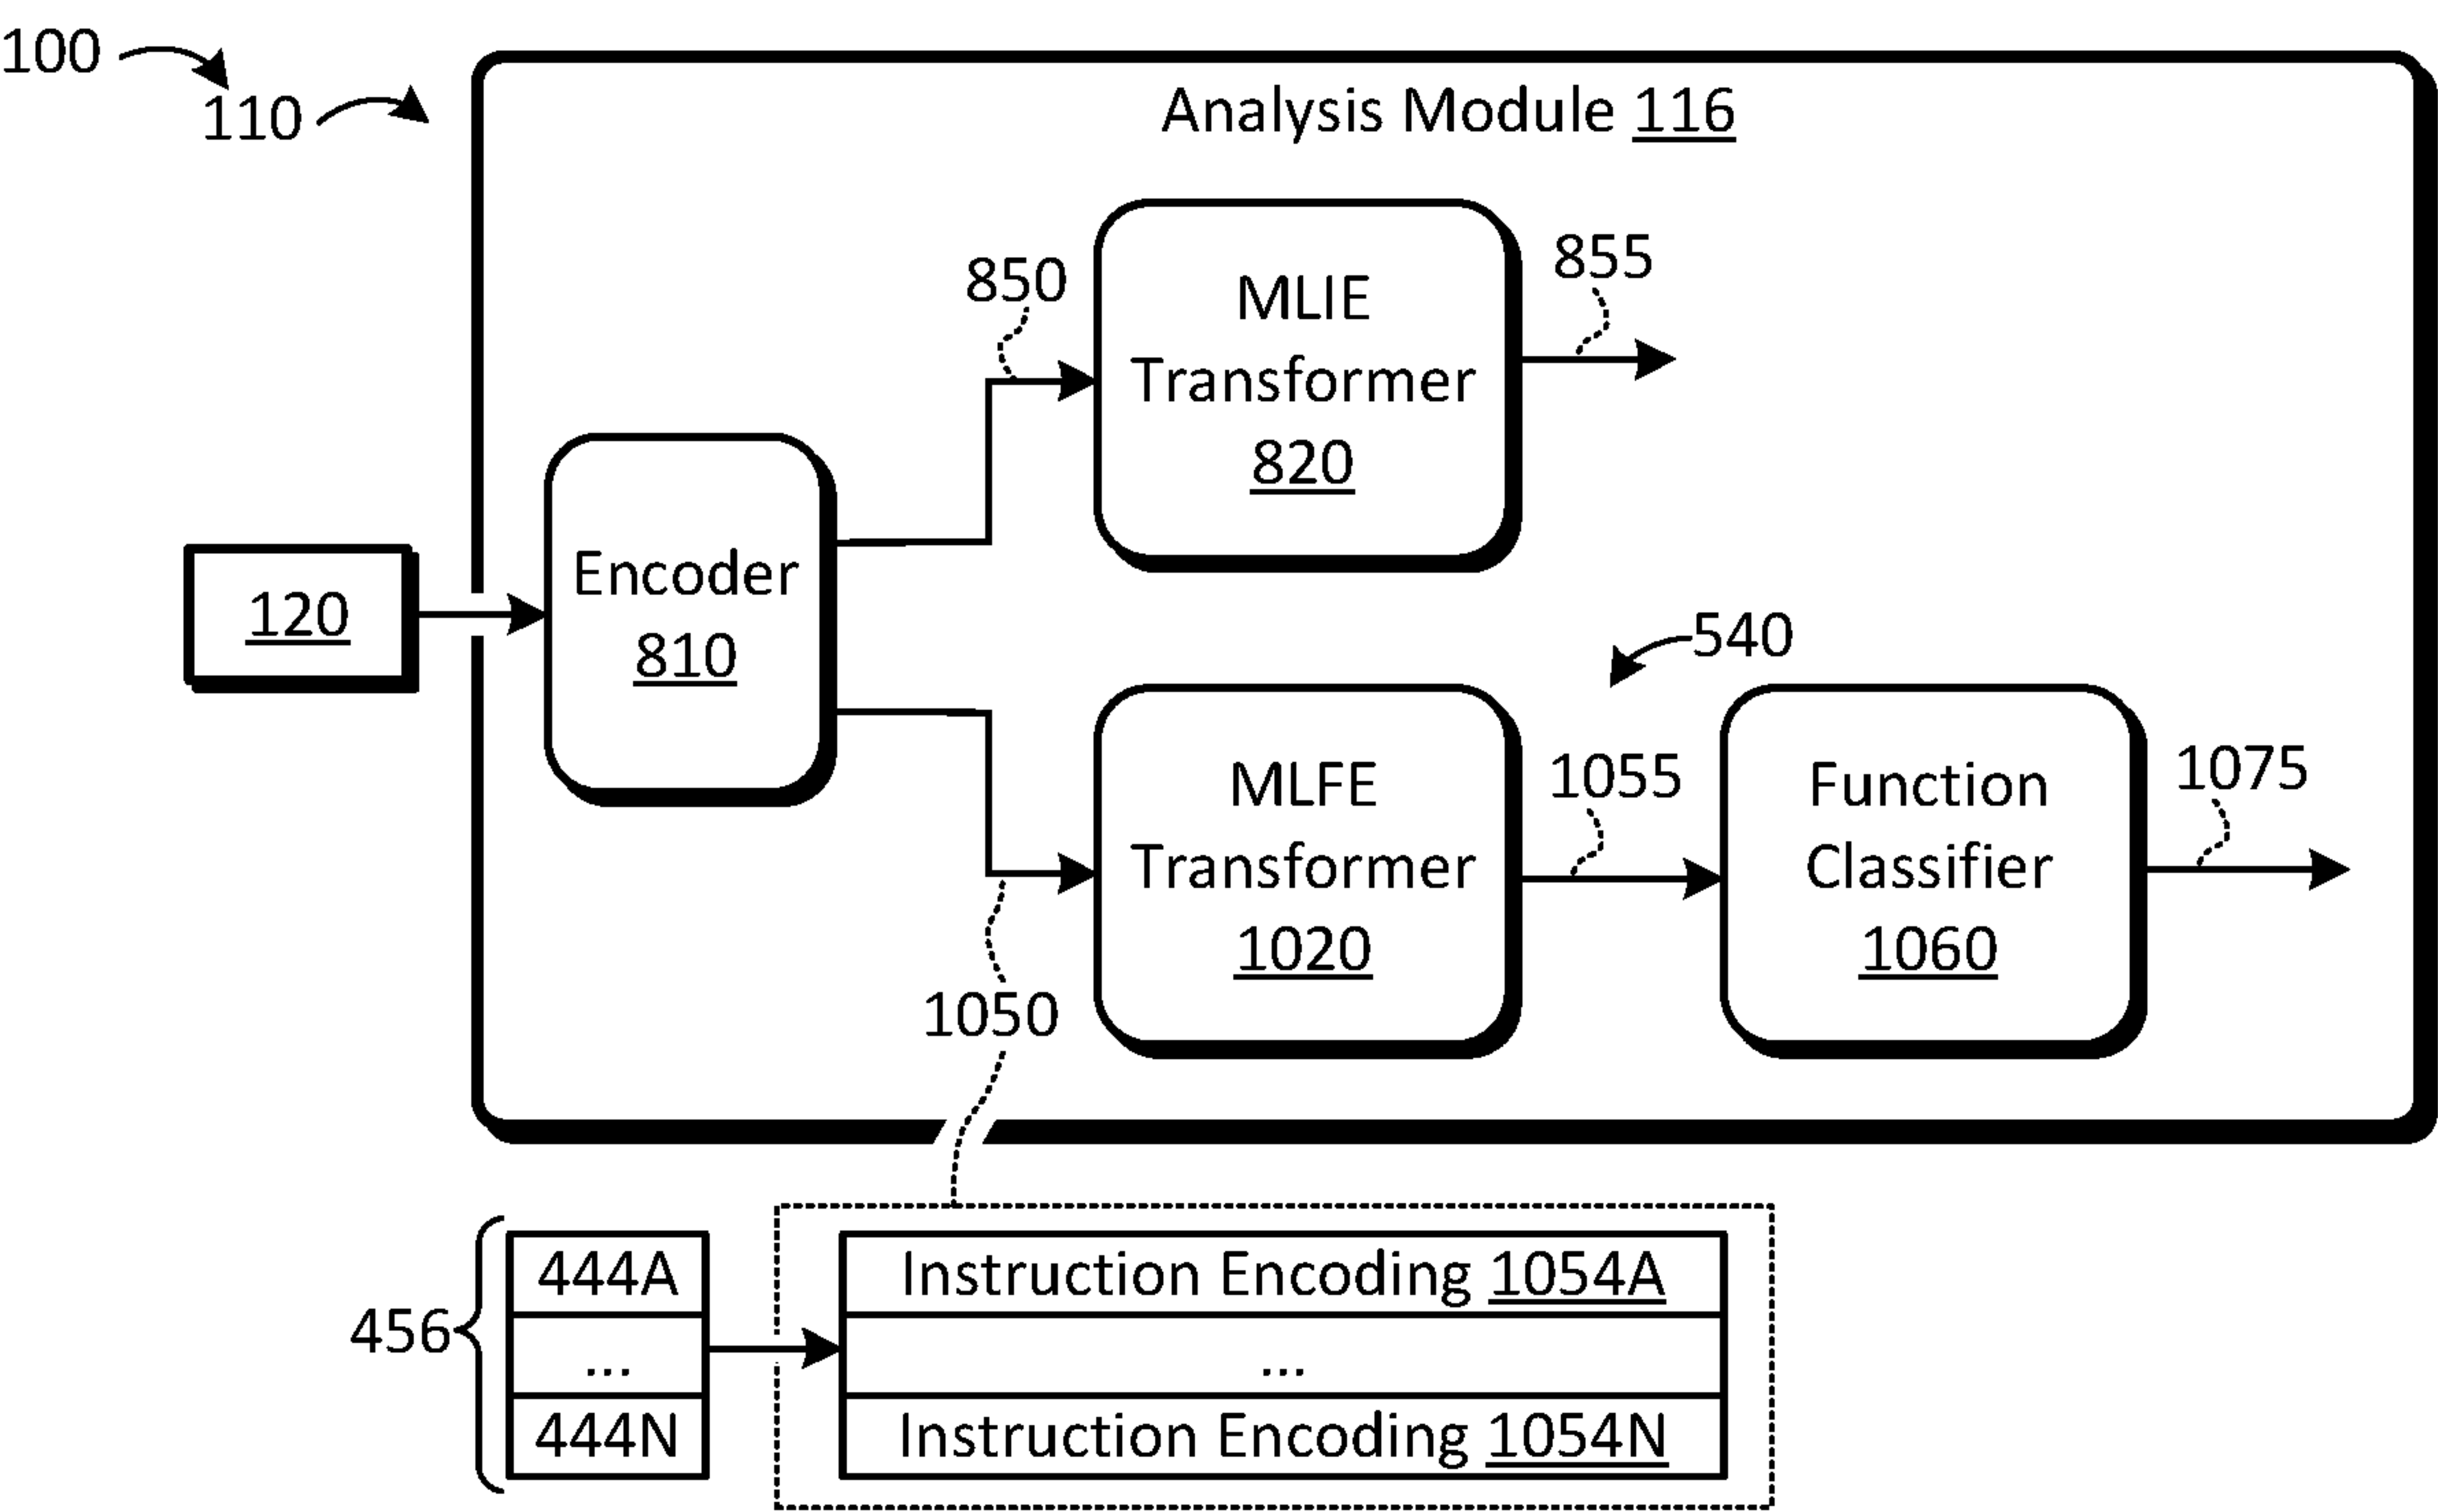 100
110
Analysis Module 116
850
MLIE
Transformer
820
855
120
Encoder
810
540
MLFE
Transformer
1020
1050
1055
Function
Classifier
1060
1075
456
444A
...
444N
Instruction Encoding 1054A
...
Instruction Encoding 1054N